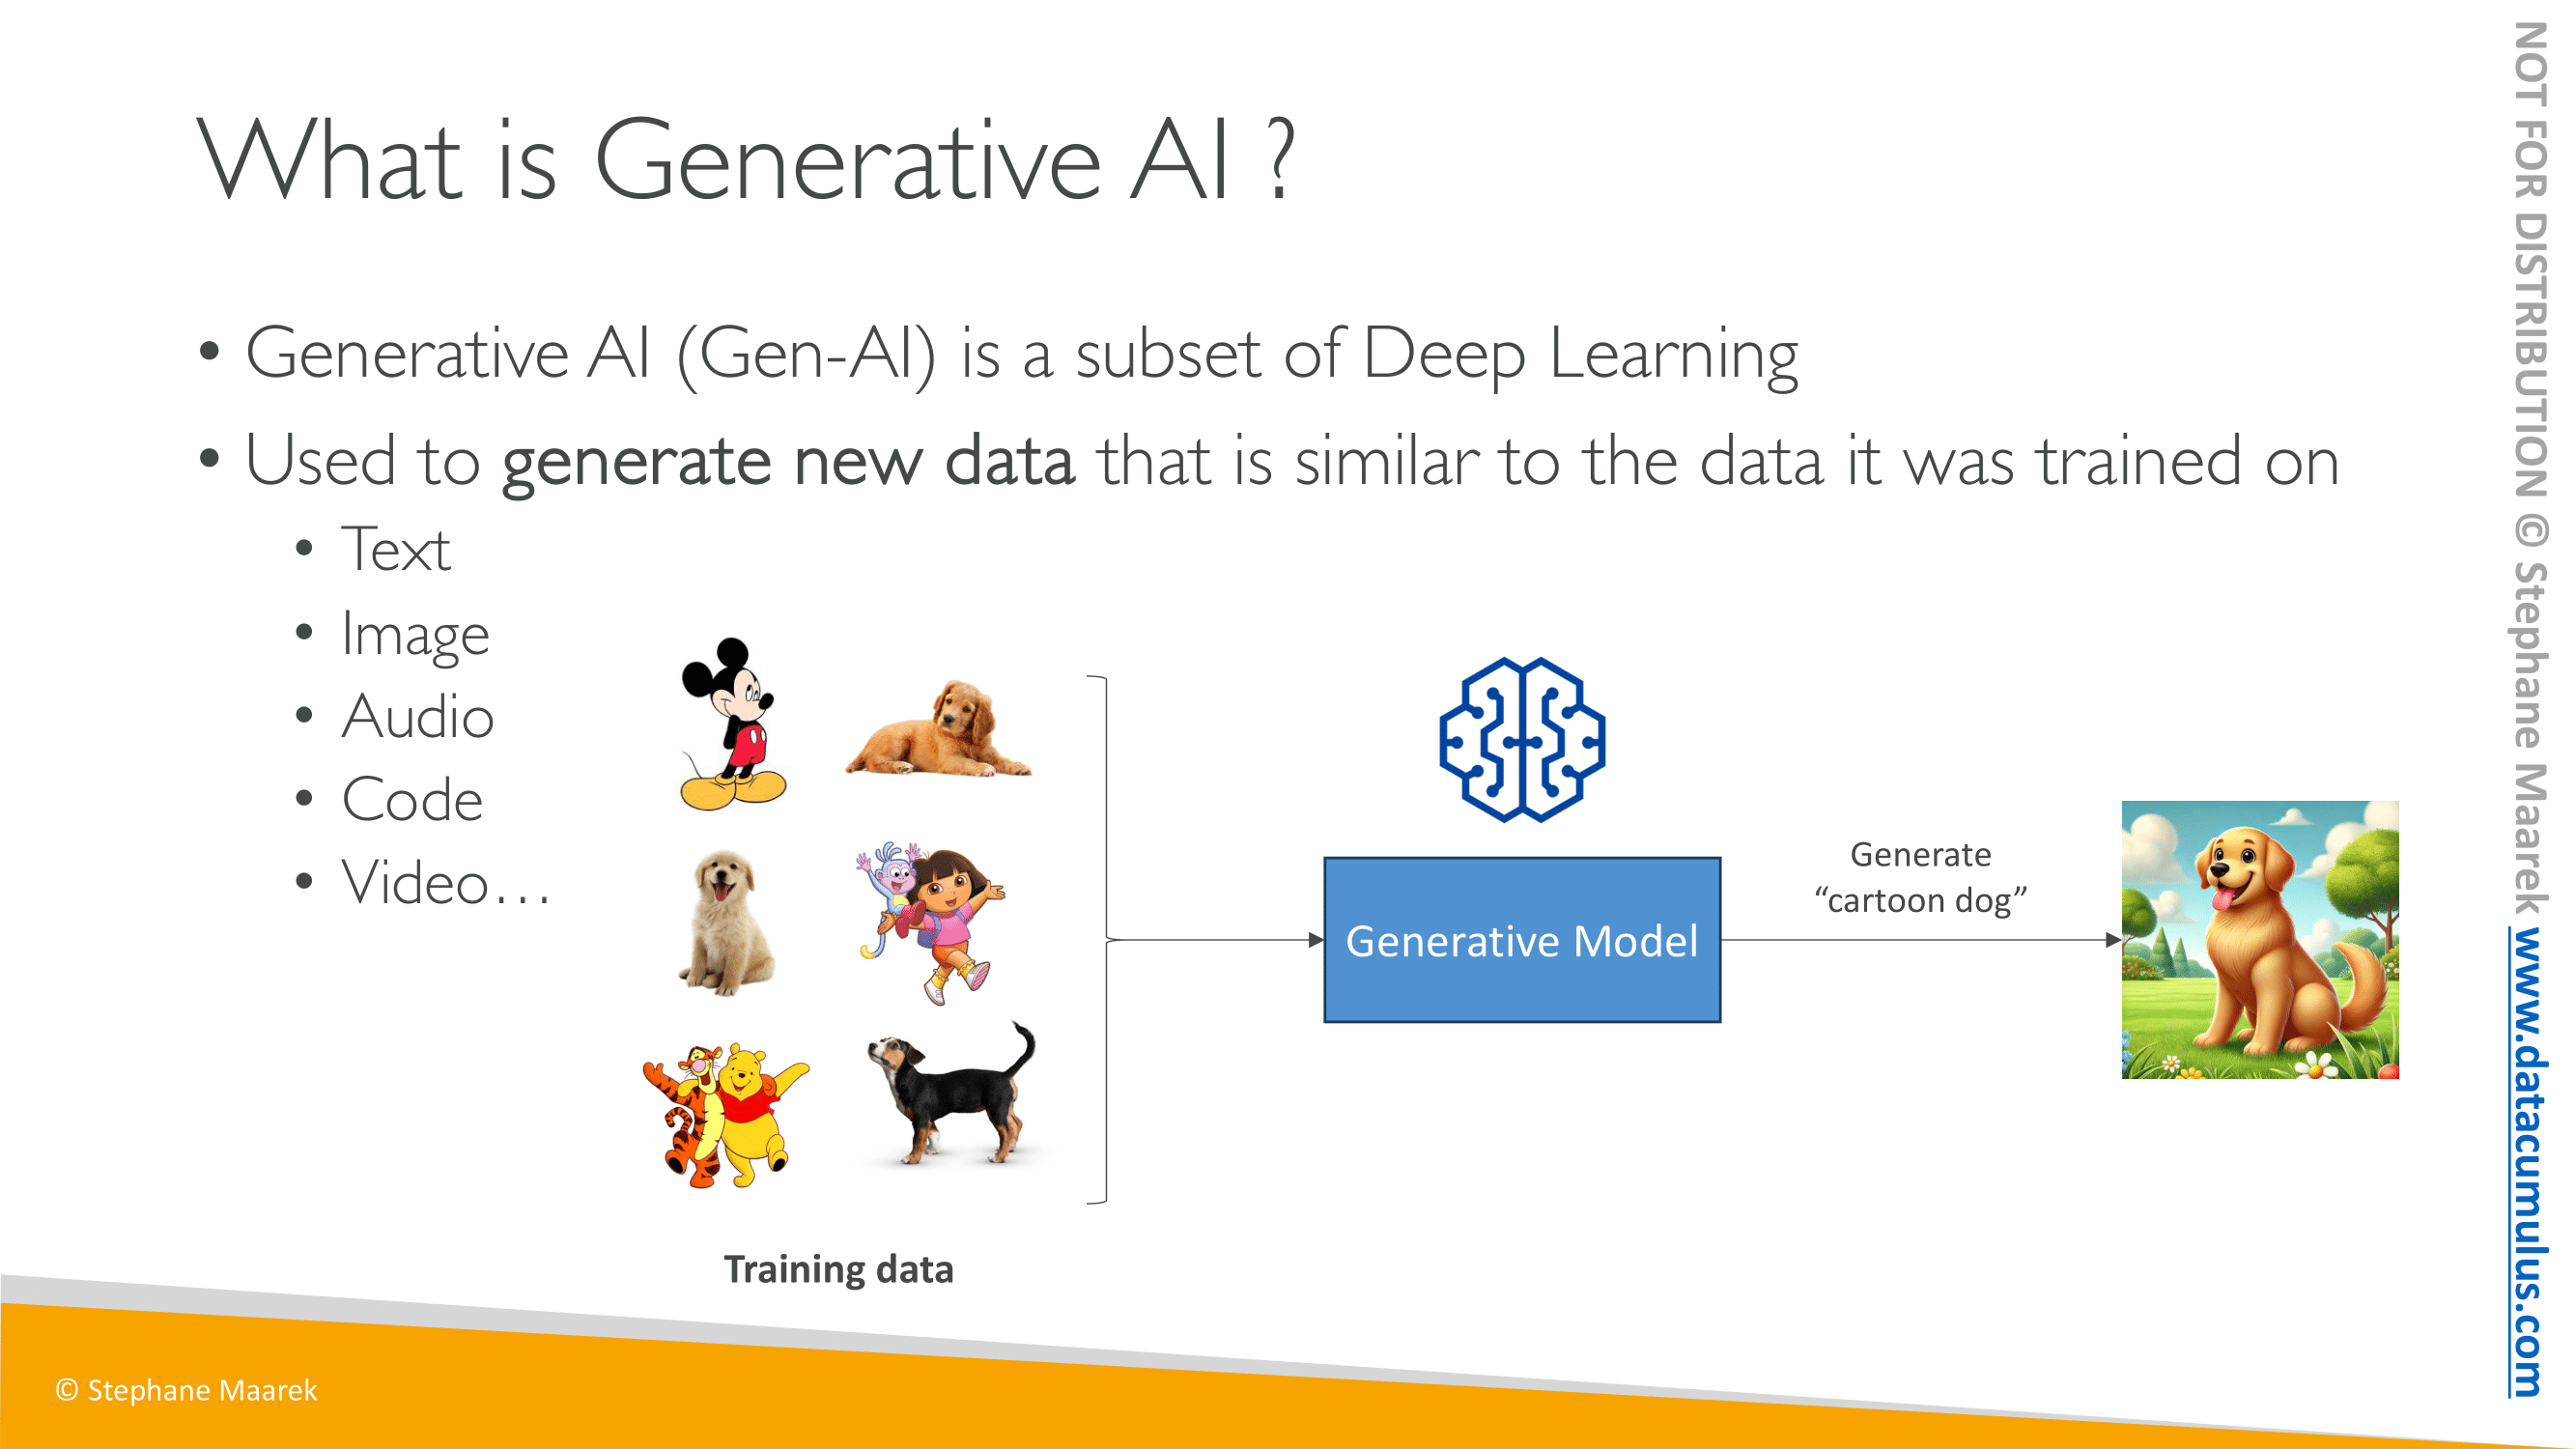 What is Generative AI ?
• Generative AI (Gen-AI) is a subset of Deep Learning
• Used to generate new data that is similar to the data it was trained on
• Text
• Image
• Audio
• Code
• Video…
Generative Model
Generate
“cartoon dog”
Training data
© Stephane Maarek
NOT FOR DISTRIBUTION © Stephane Maarek www.datacumulus.com